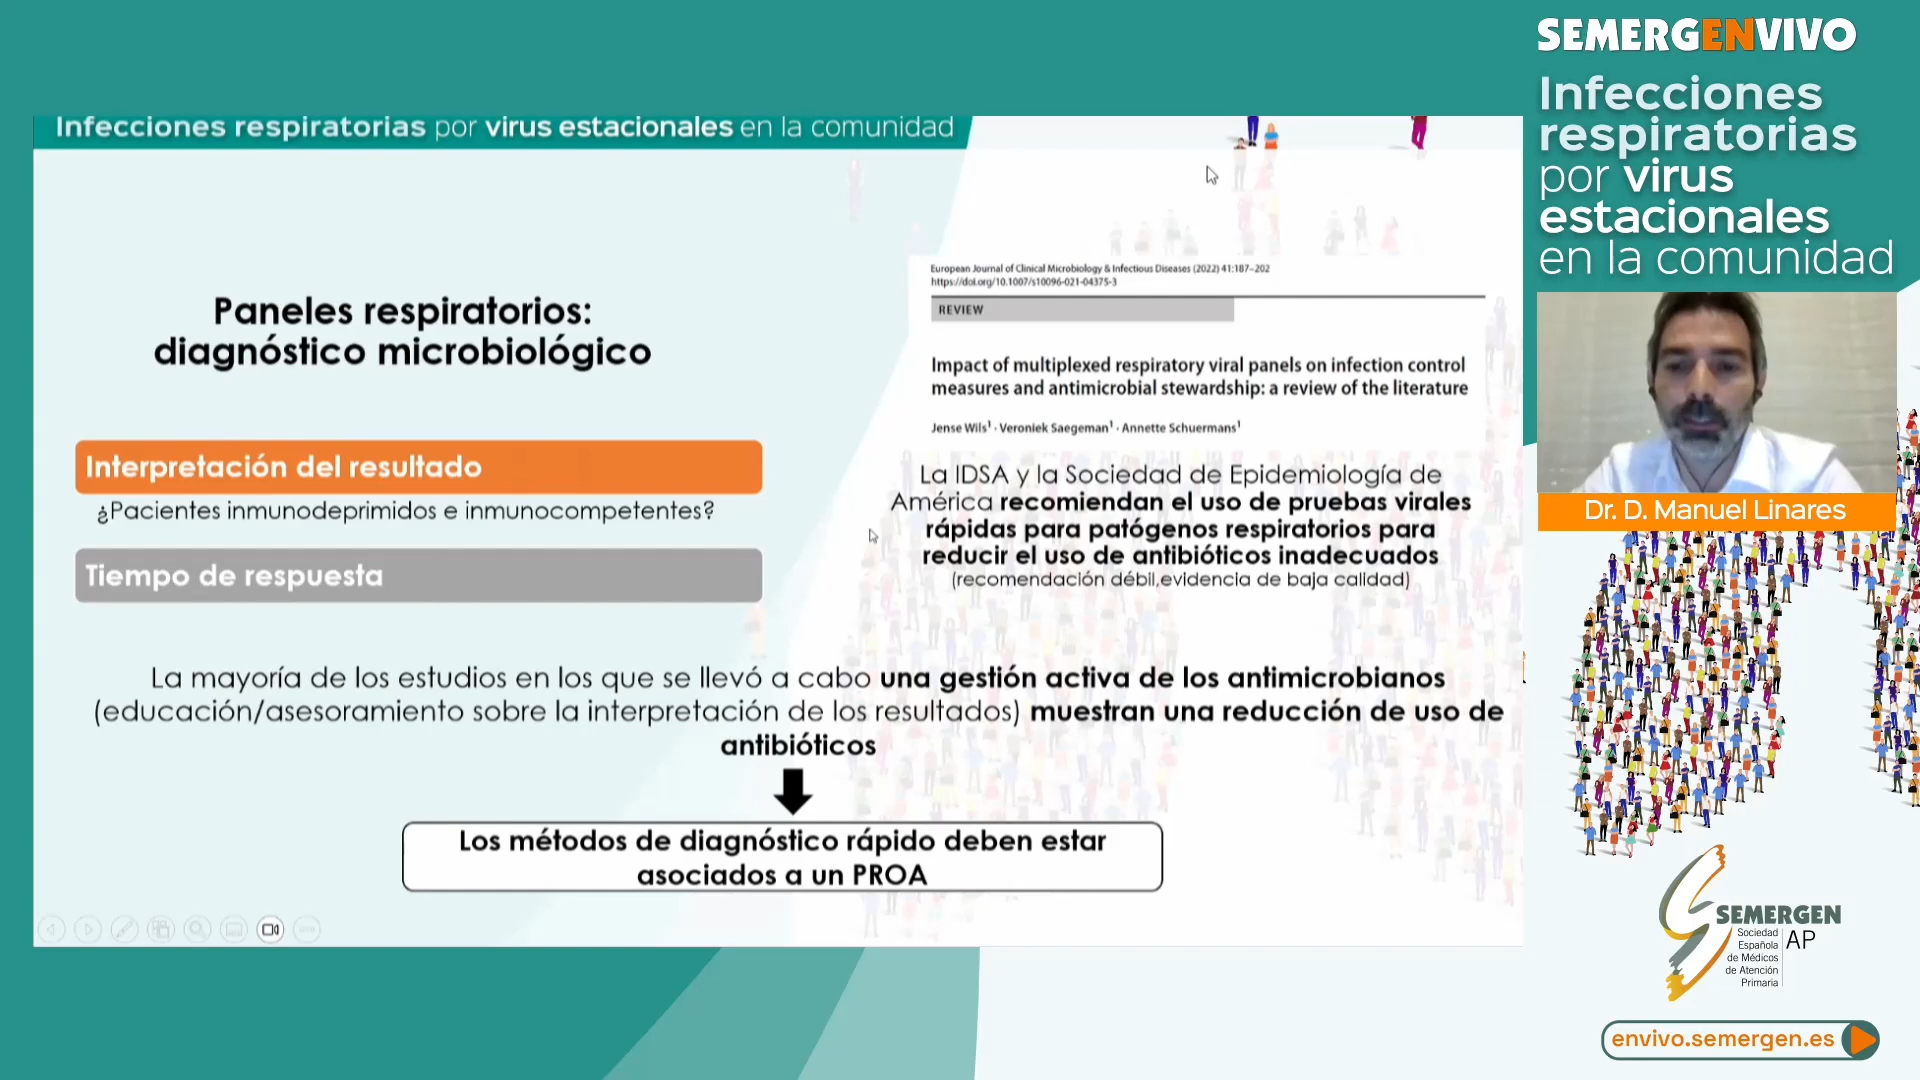 SEMERGENVIVO
Infecciones
respiratorias
por virus
estacionales
en la comunidad
Infecciones respiratorias por virus estacionales en la comunidad
Paneles respiratorios:
diagnóstico microbiológico
Interpretación del resultado
¿Pacientes inmunodeprimidos e inmunocompetentes?
Tiempo de respuesta
European Journal of Clinical Microbiology & Infectious Diseases (2022) 41:187–202
https://doi.org/10.1007/s10096-021-04375-3
REVIEW
Impact of multiplexed respiratory viral panels on infection control
measures and antimicrobial stewardship: a review of the literature
Jense Wils¹ · Veroniek Saegeman¹ · Annette Schuermans¹
La IDSA y la Sociedad de Epidemiología de
América recomiendan el uso de pruebas virales
rápidas para patógenos respiratorios para
reducir el uso de antibióticos inadecuados
(recomendación débil,evidencia de baja calidad)
La mayoría de los estudios en los que se llevó a cabo una gestión activa de los antimicrobianos
(educación/asesoramiento sobre la interpretación de los resultados) muestran una reducción de uso de
antibióticos
Los métodos de diagnóstico rápido deben estar
asociados a un PROA
Dr. D. Manuel Linares
SEMERGEN
Sociedad
Española
de Médicos
de Atención
Primaria
AP
envivo.semergen.es